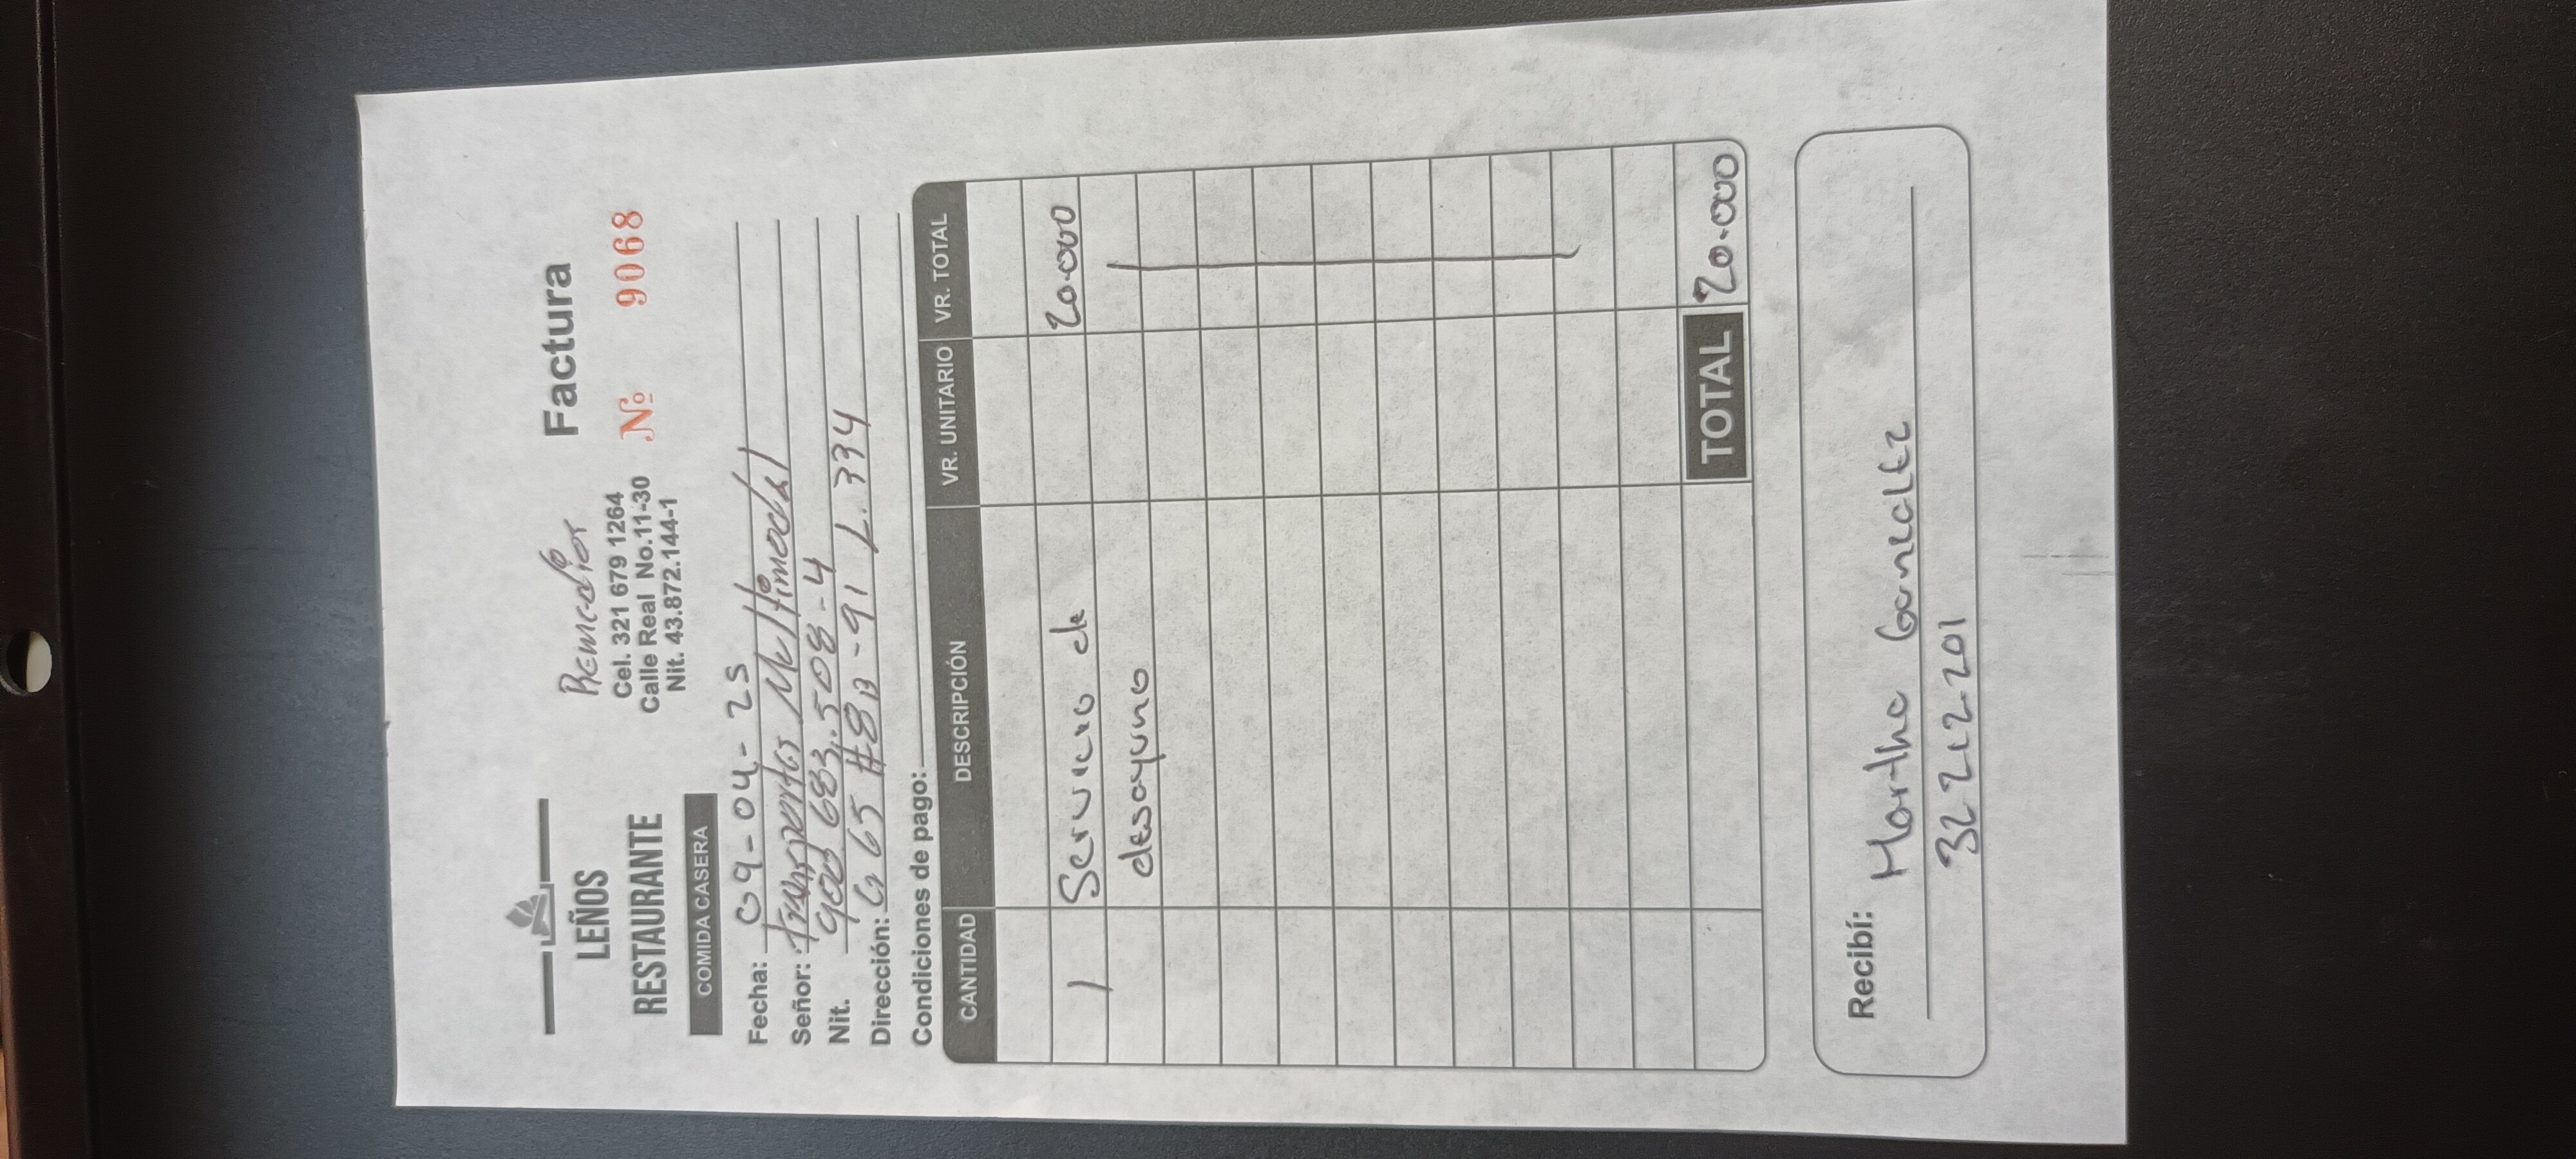 LEÑOS
RESTAURANTE
COMIDA CASERA
Remedios
Cel. 321 679 1264
Calle Real No.11-30
Nit. 43.872.144-1
Factura
Nº 9068
Fecha: 09-04-25
Señor: Transportes Multimodal
Nit. 900 683.508-4
Dirección: Cr 65 #8B-91 L. 334
Condiciones de pago:
CANTIDAD DESCRIPCIÓN VR. UNITARIO VR. TOTAL
1 Servicio de 20.000
desayuno
TOTAL 20.000
Recibí: Martha